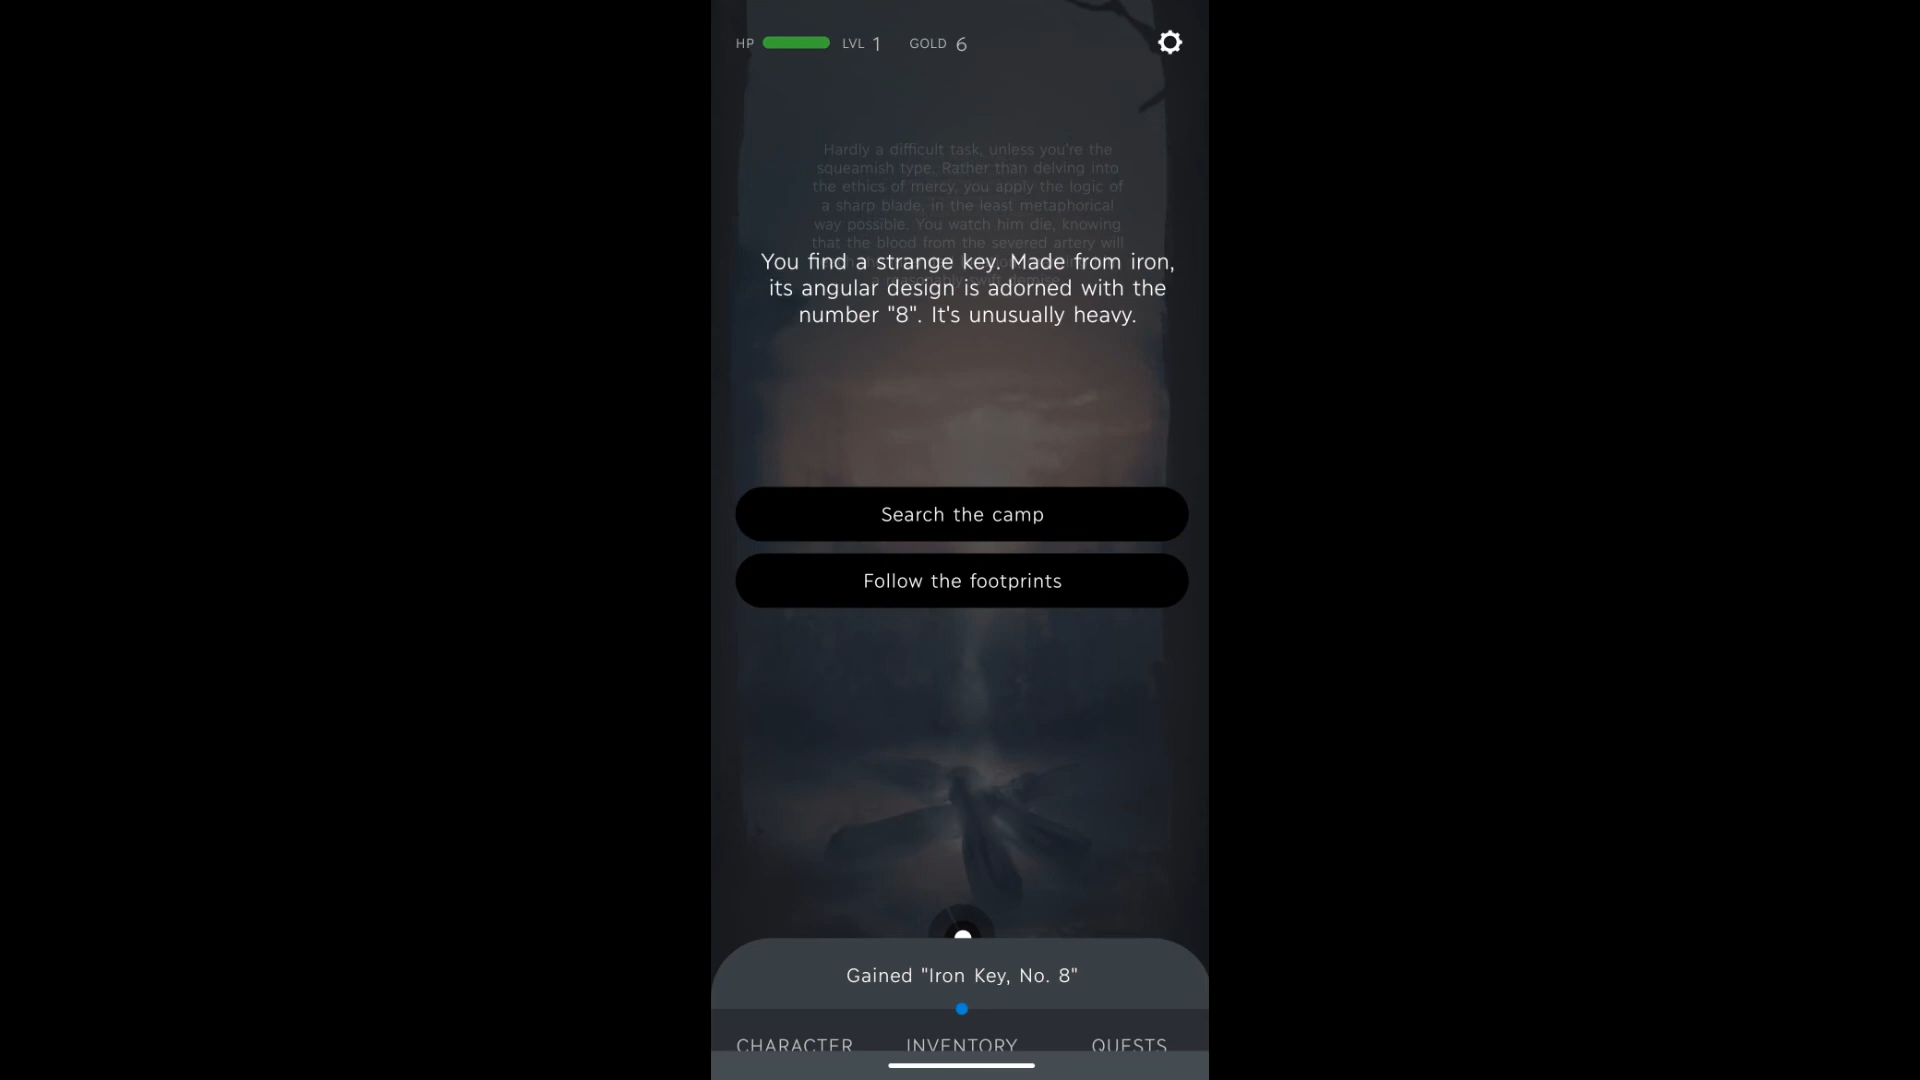 HP LVL 1 GOLD 6
Hardly a difficult task, unless you're the
squeamish type. Rather than delving into
the ethics of mercy, you apply the logic of
a sharp blade, in the least metaphorical
way possible. You watch him die, knowing
that the blood from the severed artery will
You find a strange key. Made from iron,
its angular design is adorned with the
number "8". It's unusually heavy.
Search the camp
Follow the footprints
Gained "Iron Key, No. 8"
CHARACTER INVENTORY QUESTS